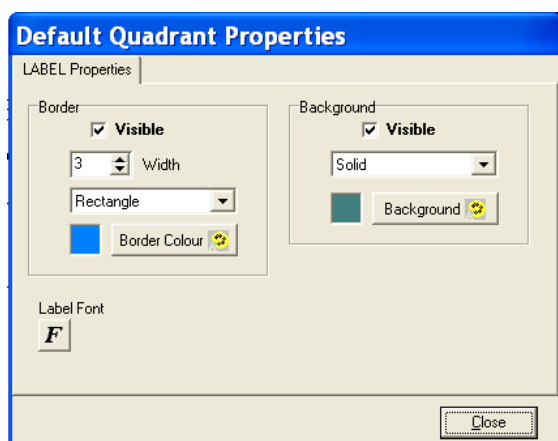 Default Quadrant Properties
LABEL Properties
Border
Visible
3
Width
Rectangle
Border Colour
Background
Visible
Solid
Background
Label Font
F
Close